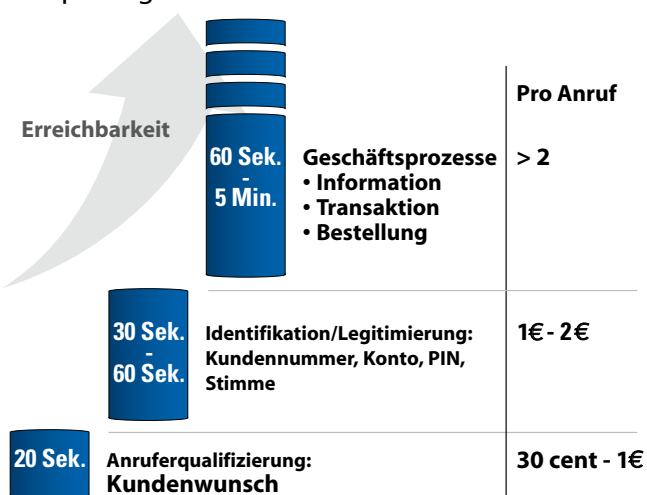 Pro Anruf
Erreichbarkeit
60 Sek.
-
5 Min.
Geschäftsprozesse
• Information
• Transaktion
• Bestellung
> 2
30 Sek.
-
60 Sek.
Identifikation/Legitimierung:
Kundennummer, Konto, PIN,
Stimme
1€ - 2€
20 Sek.
Anruferqualifizierung:
Kundenwunsch
30 cent - 1€